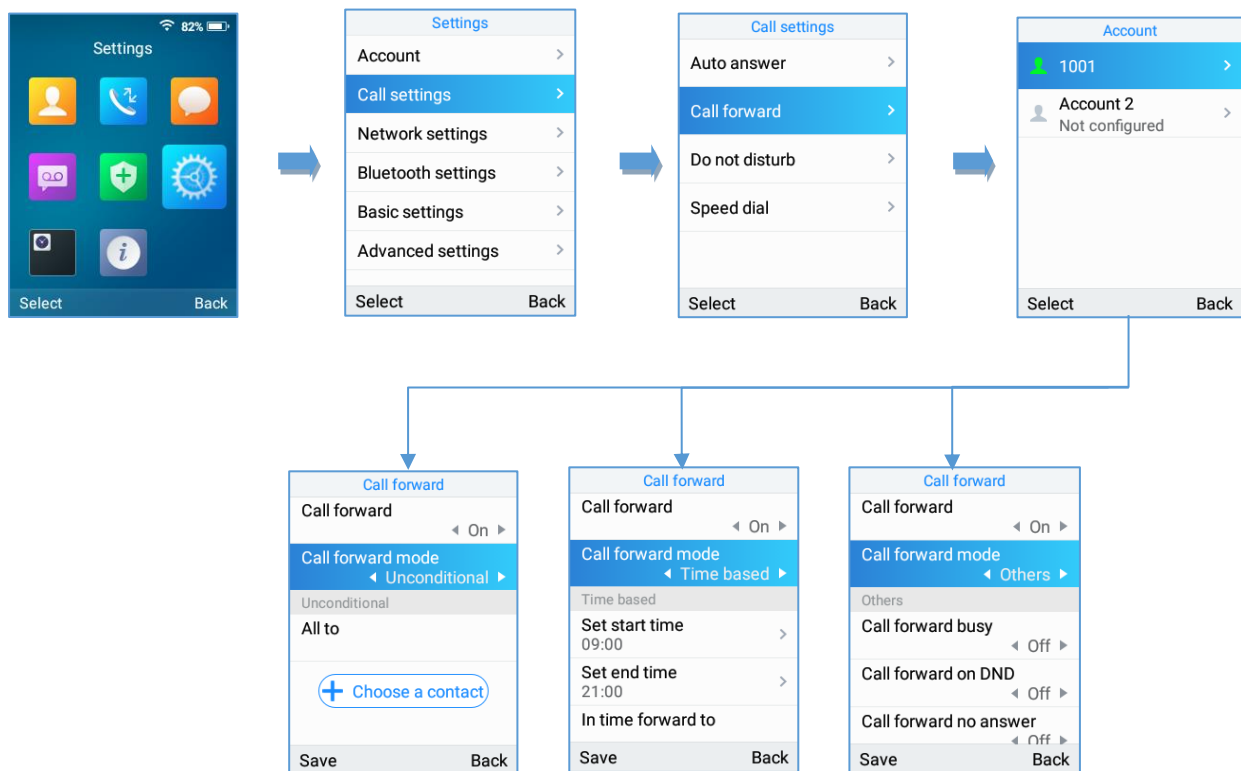 82%
Settings
Select Back
Settings
Account
Call settings
Network settings
Bluetooth settings
Basic settings
Advanced settings
Select Back
Call settings
Auto answer
Call forward
Do not disturb
Speed dial
Select Back
Account
1001
Account 2
Not configured
Select Back
Call forward
Call forward
On
Call forward mode
Unconditional
Unconditional
All to
Choose a contact
Save Back
Call forward
Call forward
On
Call forward mode
Time based
Time based
Set start time
09:00
Set end time
21:00
In time forward to
Save Back
Call forward
Call forward
On
Call forward mode
Others
Others
Call forward busy
Off
Call forward on DND
Off
Call forward no answer
Off
Save Back